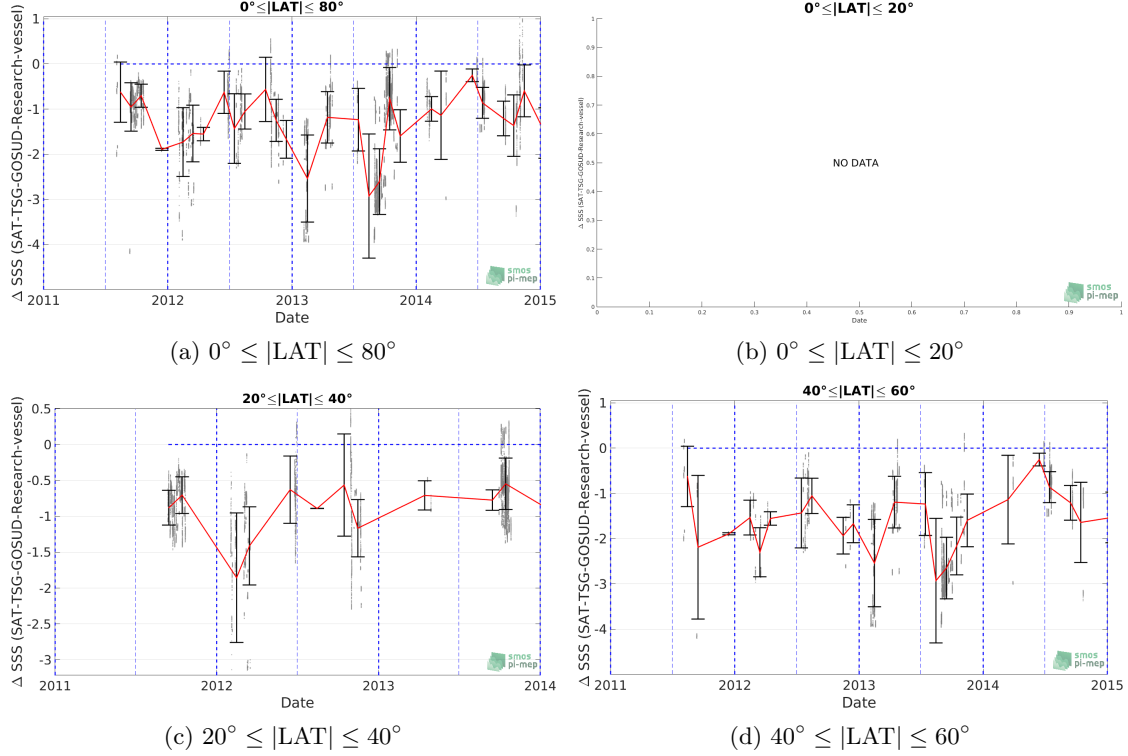 0°≤|LAT|≤ 80°
1
0
-1
-2
-3
-4
Δ SSS (SAT-TSG-GOSUD-Research-vessel)
2011
2012
2013
2014
2015
Date
smos
pi-mep
(a) 0° ≤ |LAT| ≤ 80°
0°≤|LAT|≤ 20°
1
0.9
0.8
0.7
0.6
0.5
0.4
0.3
0.2
0.1
0
Δ SSS (SAT-TSG-GOSUD-Research-vessel)
NO DATA
0
0.1
0.2
0.3
0.4
0.5
0.6
0.7
0.8
0.9
1
Date
smos
pi-mep
(b) 0° ≤ |LAT| ≤ 20°
20°≤|LAT|≤ 40°
0.5
0
-0.5
-1
-1.5
-2
-2.5
-3
Δ SSS (SAT-TSG-GOSUD-Research-vessel)
2011
2012
2013
2014
Date
smos
pi-mep
(c) 20° ≤ |LAT| ≤ 40°
40°≤|LAT|≤ 60°
1
0
-1
-2
-3
-4
Δ SSS (SAT-TSG-GOSUD-Research-vessel)
2011
2012
2013
2014
2015
Date
smos
pi-mep
(d) 40° ≤ |LAT| ≤ 60°